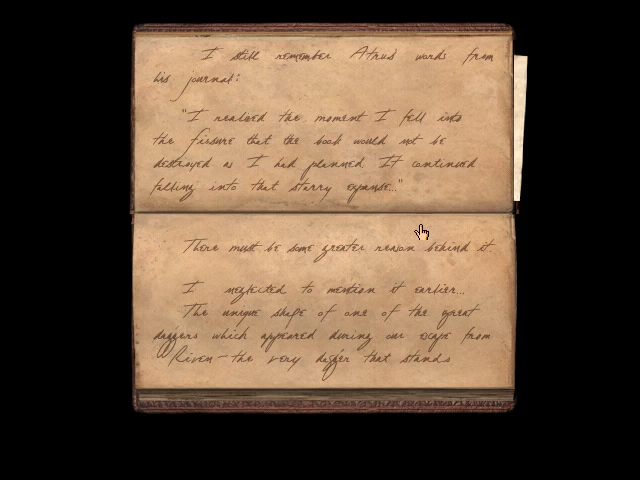 I still remember Atrus' words from
his journal:
"I realized the moment I fell into
the fissure that the book would not be
destroyed as I had planned. It continued
falling into that starry expanse..."
There must be some greater reason behind it.
I neglected to mention it earlier...
The unique shape of one of the great
daggers which appeared during our escape from
Riven - the very dagger that stands